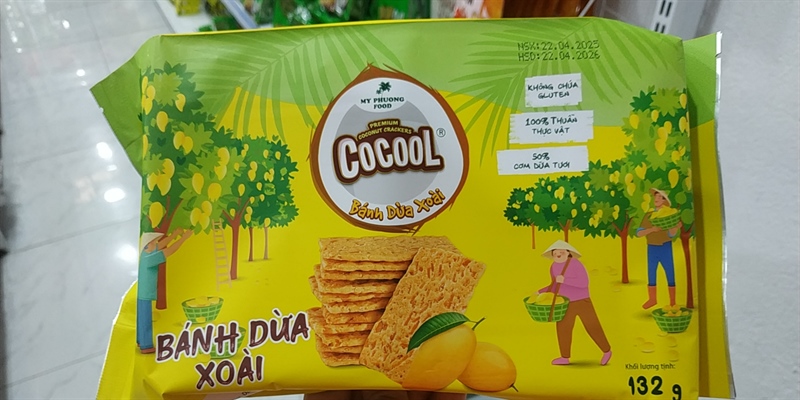 NSX:22.04.2025
HSD:22.04.2026
MY PHUONG
FOOD
PREMIUM
COCONUT CRACKERS
COCOOL®
Bánh Dừa Xoài
KHÔNG CHỨA
GLUTEN
100% THUẦN
THỰC VẬT
50%
CƠM DỪA TƯƠI
BÁNH DỪA
XOÀI
Khối lượng tịnh:
132 g